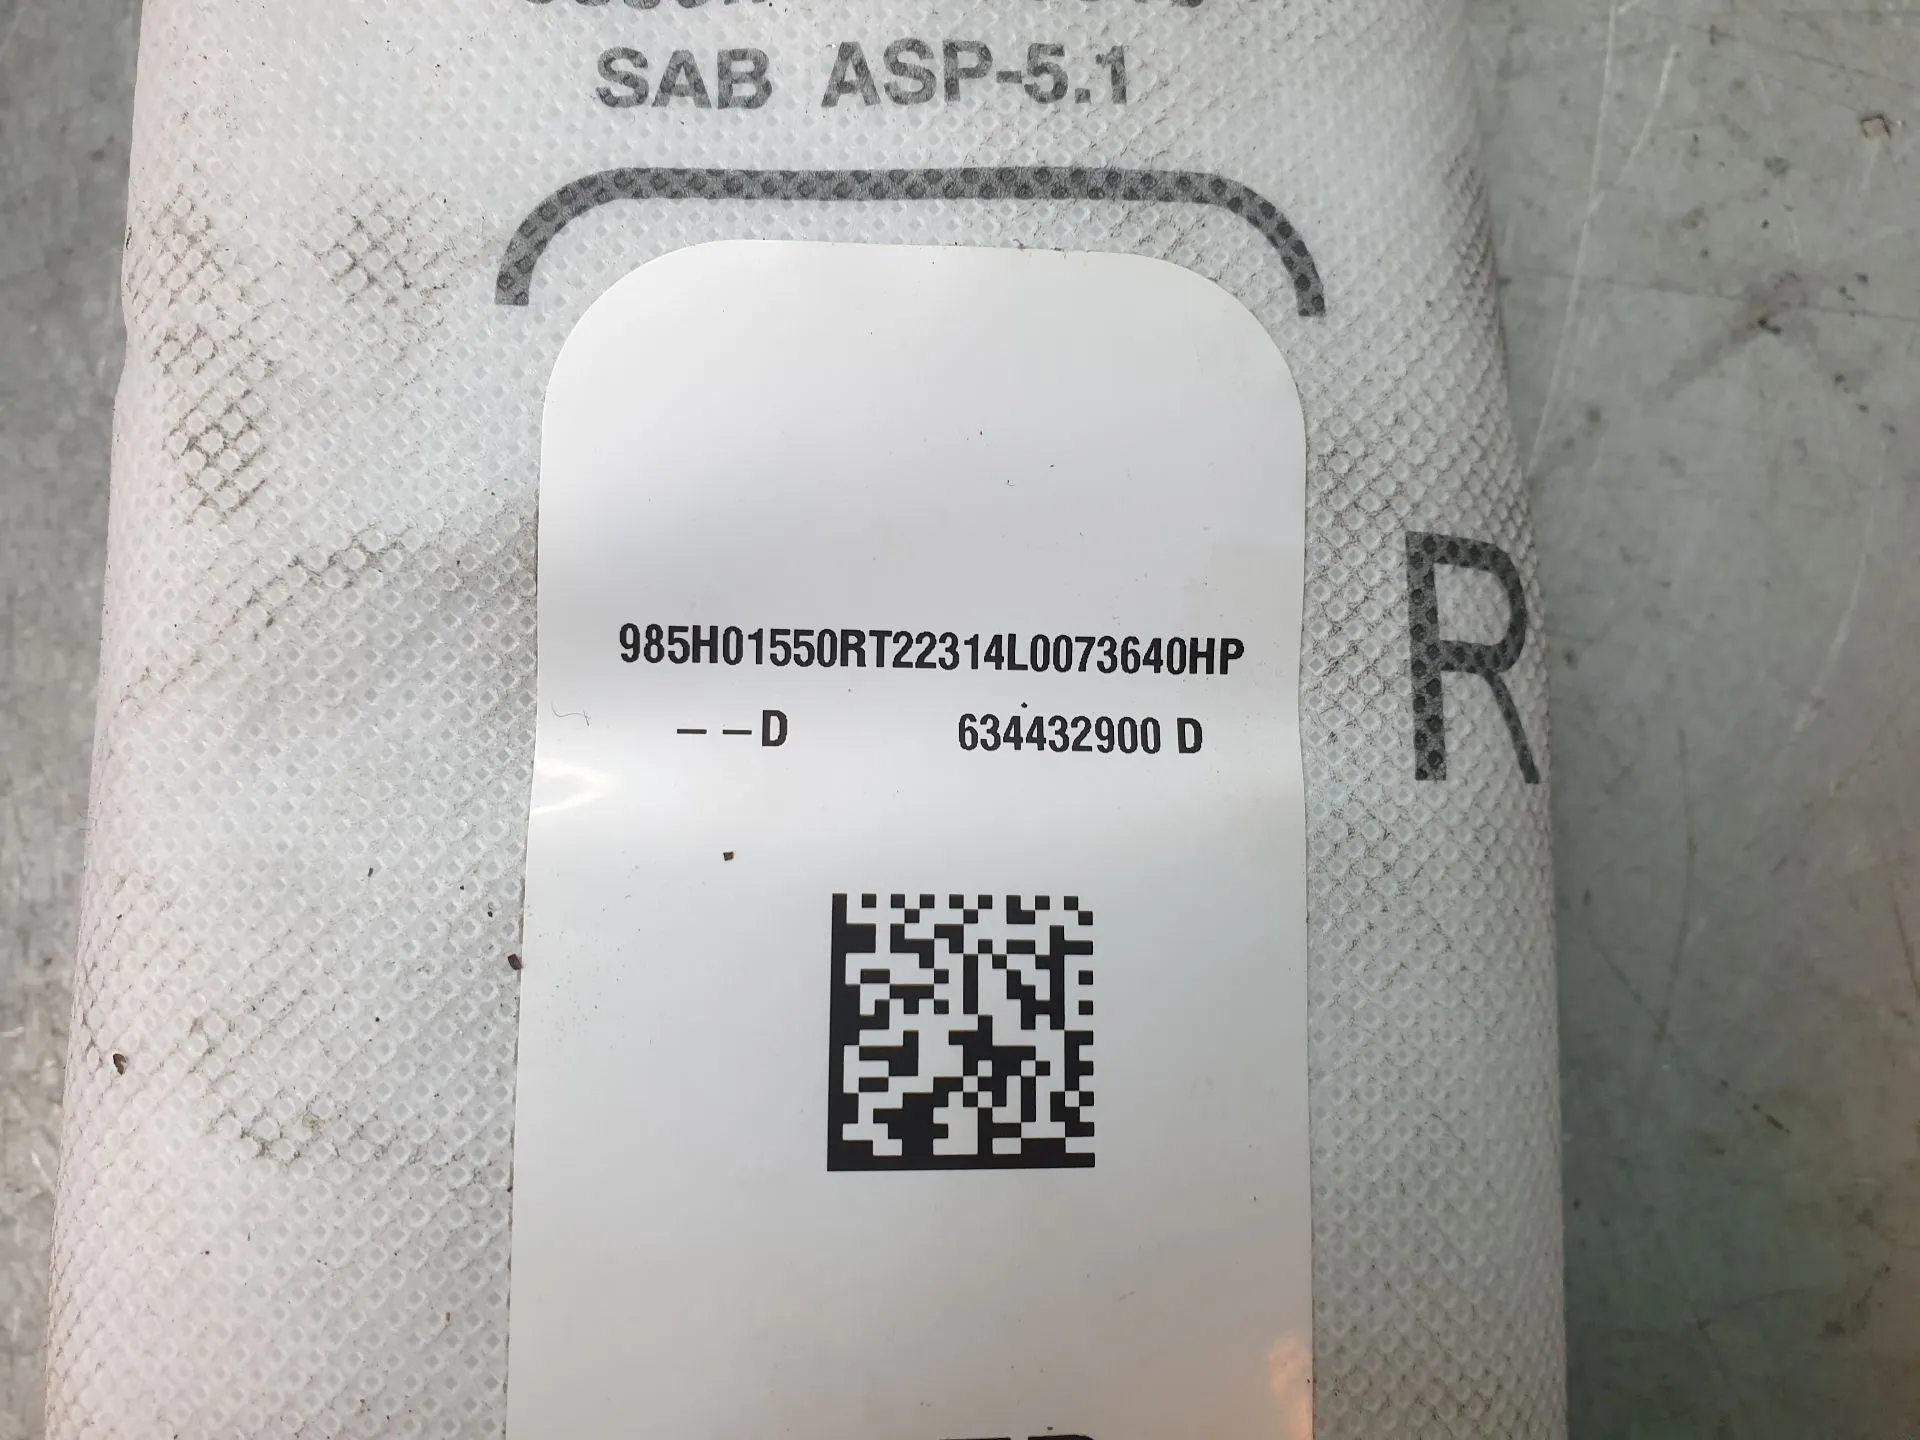 SAB ASP-5.1
985H01550RT22314L0073640HP
R
– – D 634432900 D